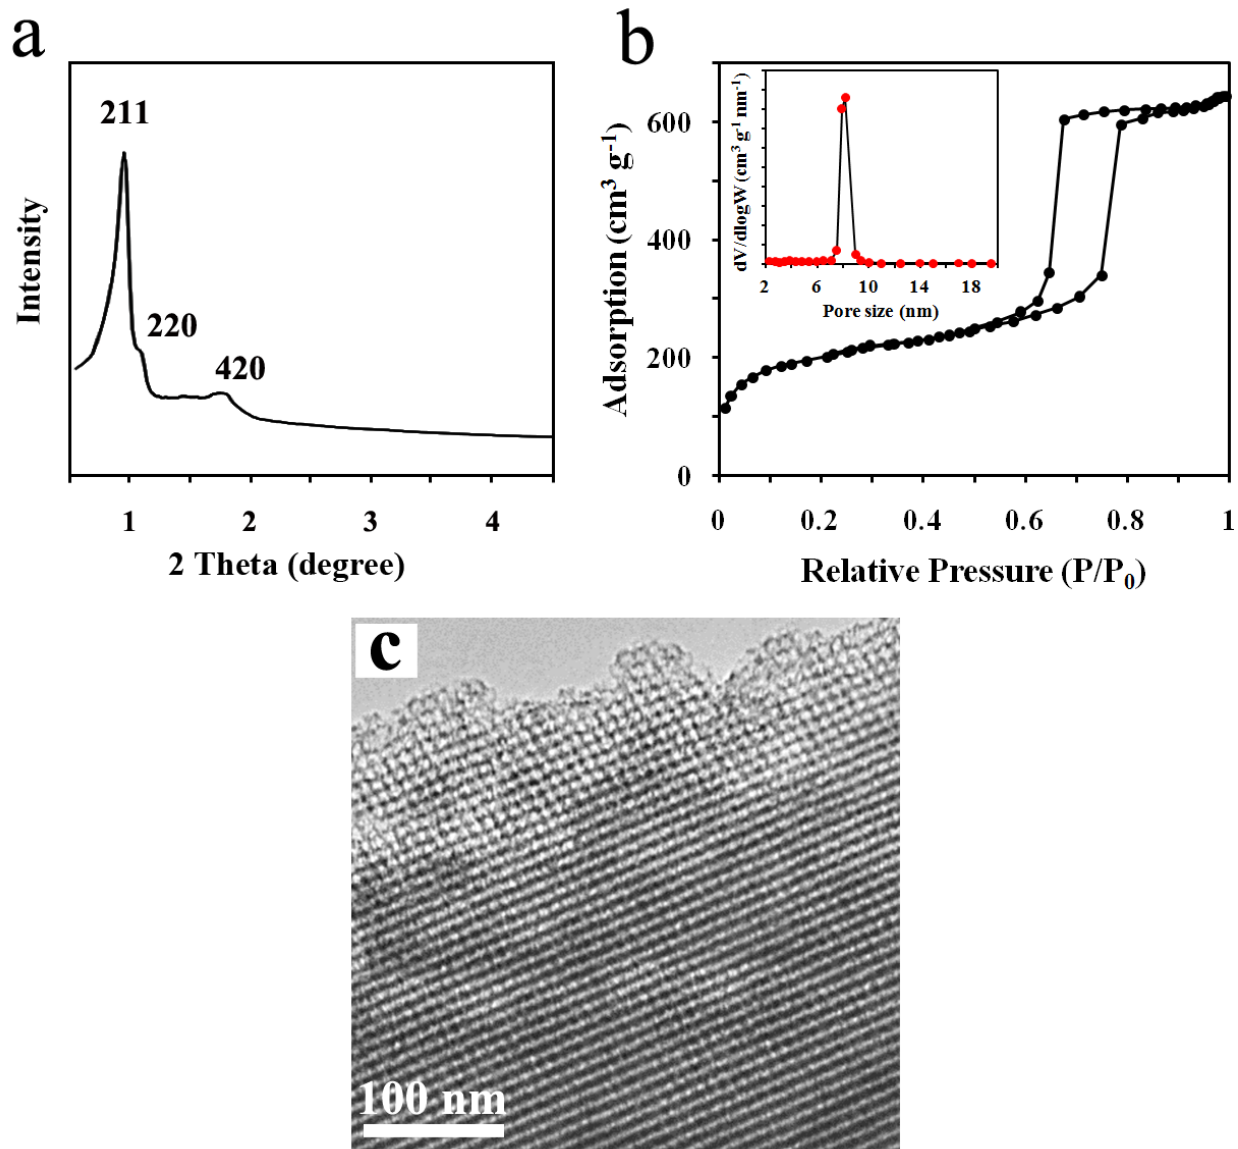 a
211
220
420
Intensity
1 2 3 4
2 Theta (degree)
b
600
400
200
0
Adsorption (cm³ g⁻¹)
0 0.2 0.4 0.6 0.8 1
Relative Pressure (P/P₀)
dV/dlogW (cm³ g⁻¹ nm⁻¹)
2 6 10 14 18
Pore size (nm)
c
100 nm